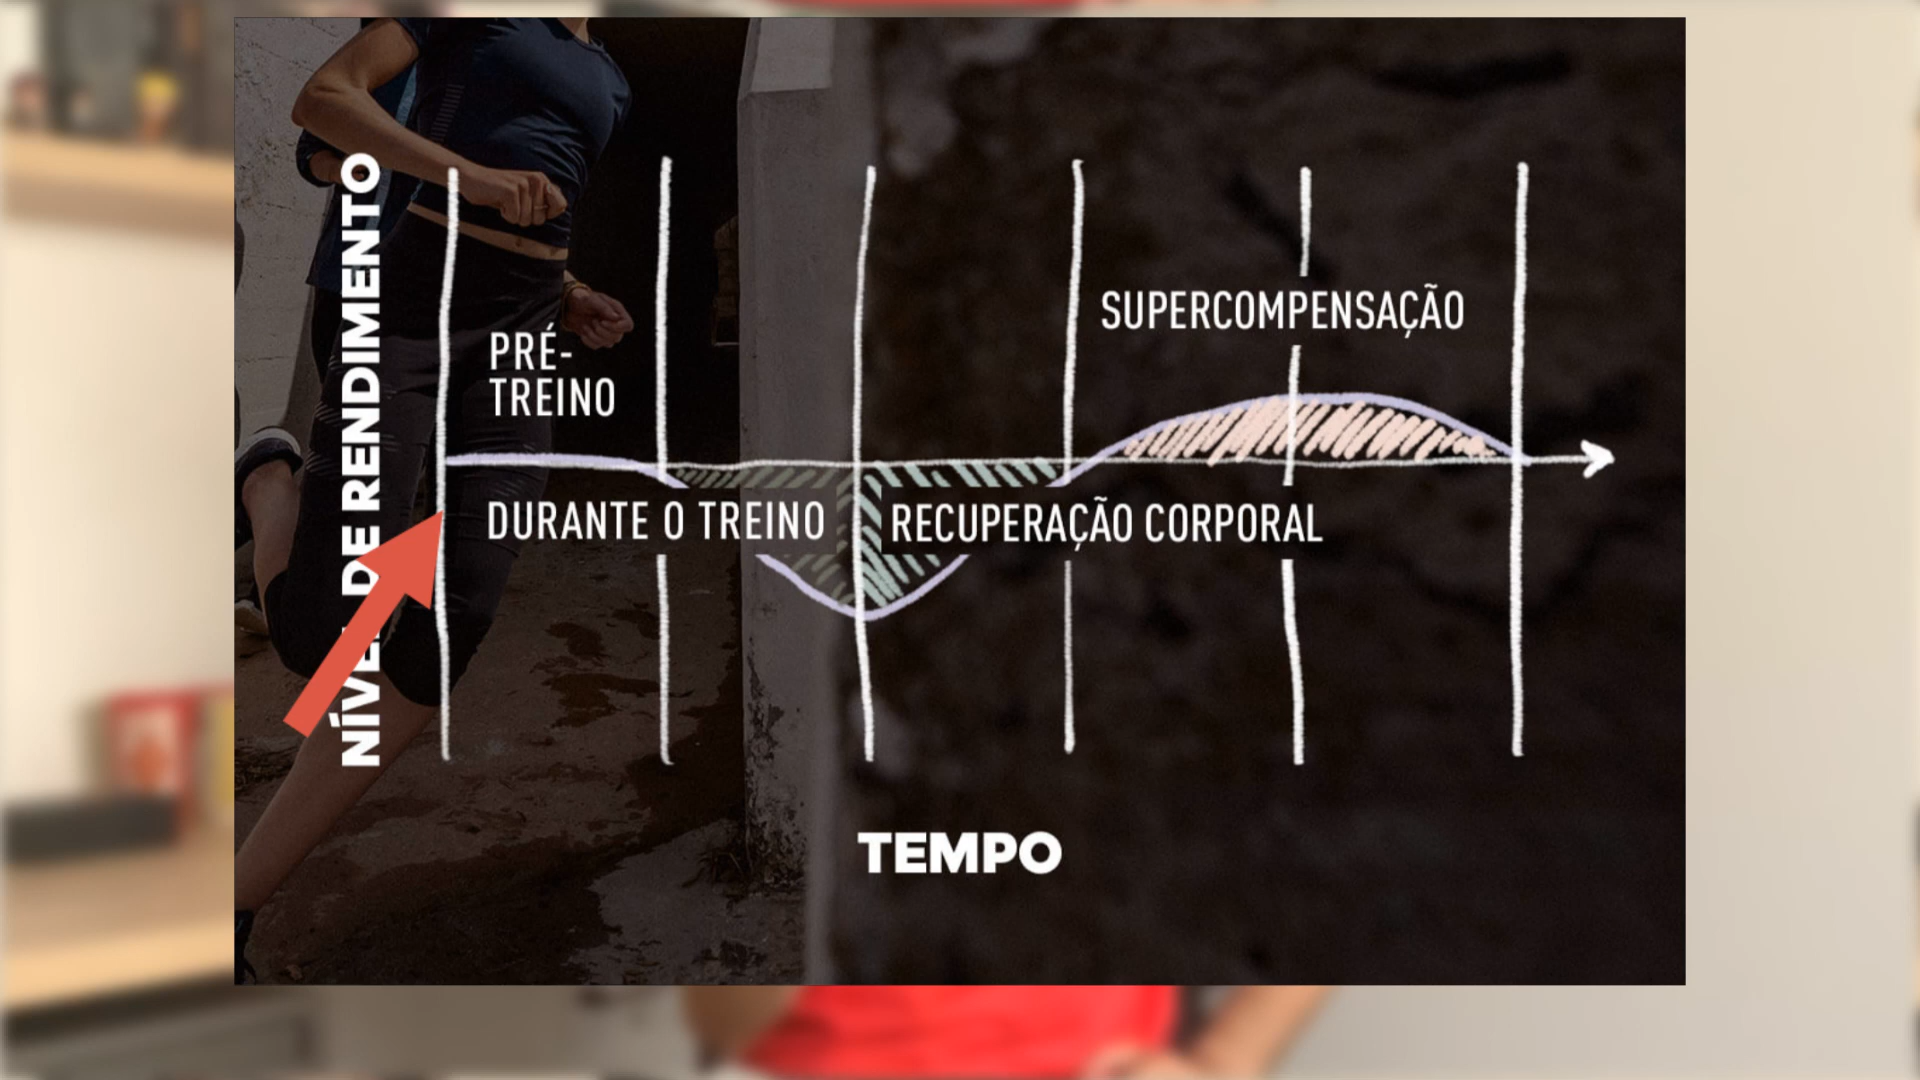 NÍVEL DE RENDIMENTO
PRÉ-
TREINO
DURANTE O TREINO
RECUPERAÇÃO CORPORAL
SUPERCOMPENSAÇÃO
TEMPO